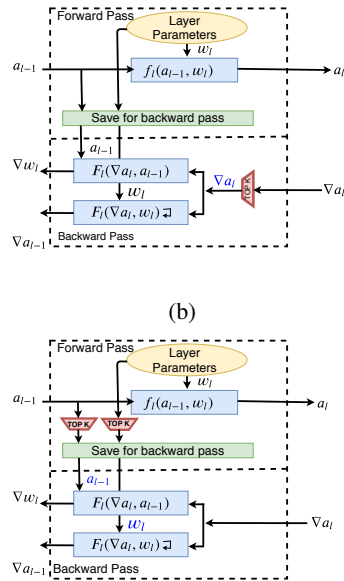 Forward Pass
Layer
Parameters
w_l
a_{l−1}
f_l(a_{l−1}, w_l)
a_l
Save for backward pass
a_{l−1}
∇w_l
F_l(∇a_l, a_{l−1})
∇a_l
TOP K
∇a_l
w_l
F_l(∇a_l, w_l)
∇a_{l−1}
Backward Pass
(b)
Forward Pass
Layer
Parameters
w_l
a_{l−1}
f_l(a_{l−1}, w_l)
a_l
TOP K
TOP K
Save for backward pass
a_{l−1}
∇w_l
F_l(∇a_l, a_{l−1})
∇a_l
w_l
F_l(∇a_l, w_l)
∇a_{l−1}
Backward Pass